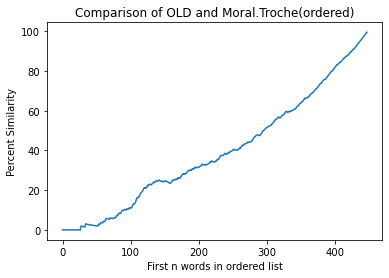 Comparison of OLD and Moral.Troche(ordered)
100
80
60
40
20
0
Percent Similarity
0 100 200 300 400
First n words in ordered list